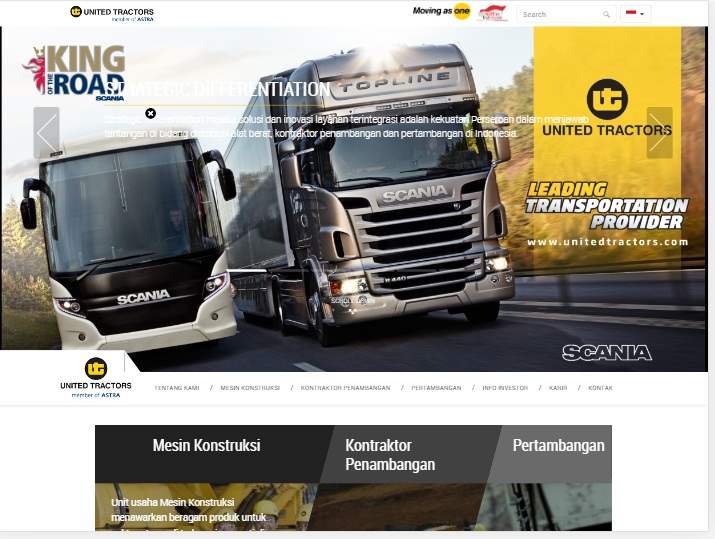 UNITED TRACTORS
member of ASTRA
Moving as one
Search
KING
OF THE
ROAD
SCANIA
STRATEGIC DIFFERENTIATION
Strategic differentiation melalui solusi dan inovasi layanan terintegrasi adalah kekuatan Perseroan dalam menjawab
tantangan di bidang distribusi alat berat, kontraktor penambangan dan pertambangan di Indonesia.
TOPLINE
SCANIA
R 440
SCANIA
UNITED TRACTORS
LEADING
TRANSPORTATION
PROVIDER
www.unitedtractors.com
SCANIA
UNITED TRACTORS
member of ASTRA
TENTANG KAMI / MESIN KONSTRUKSI / KONTRAKTOR PENAMBANGAN / PERTAMBANGAN / INFO INVESTOR / KARIR / KONTAK
Mesin Konstruksi
Kontraktor
Penambangan
Pertambangan
Unit usaha Mesin Konstruksi
menawarkan beragam produk untuk